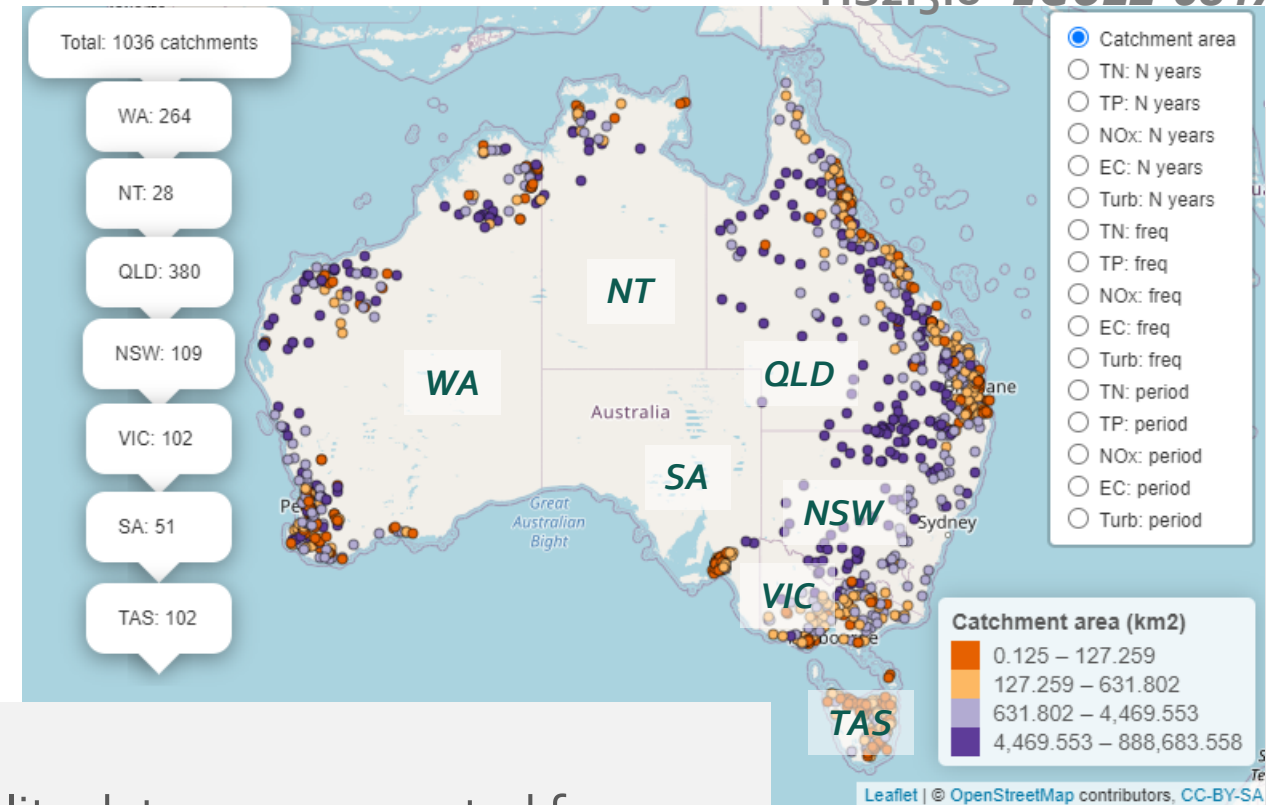 Total: 1036 catchments
WA: 264
NT: 28
QLD: 380
NSW: 109
VIC: 102
SA: 51
TAS: 102
NT
WA
QLD
Australia
SA
NSW
Sydney
Great
Australian
Bight
VIC
TAS
Catchment area
TN: N years
TP: N years
NOx: N years
EC: N years
Turb: N years
TN: freq
TP: freq
NOx: freq
EC: freq
Turb: freq
TN: period
TP: period
NOx: period
EC: period
Turb: period
Catchment area (km2)
0.125 – 127.259
127.259 – 631.802
631.802 – 4,469.553
4,469.553 – 888,683.558
Leaflet | © OpenStreetMap contributors, CC-BY-SA